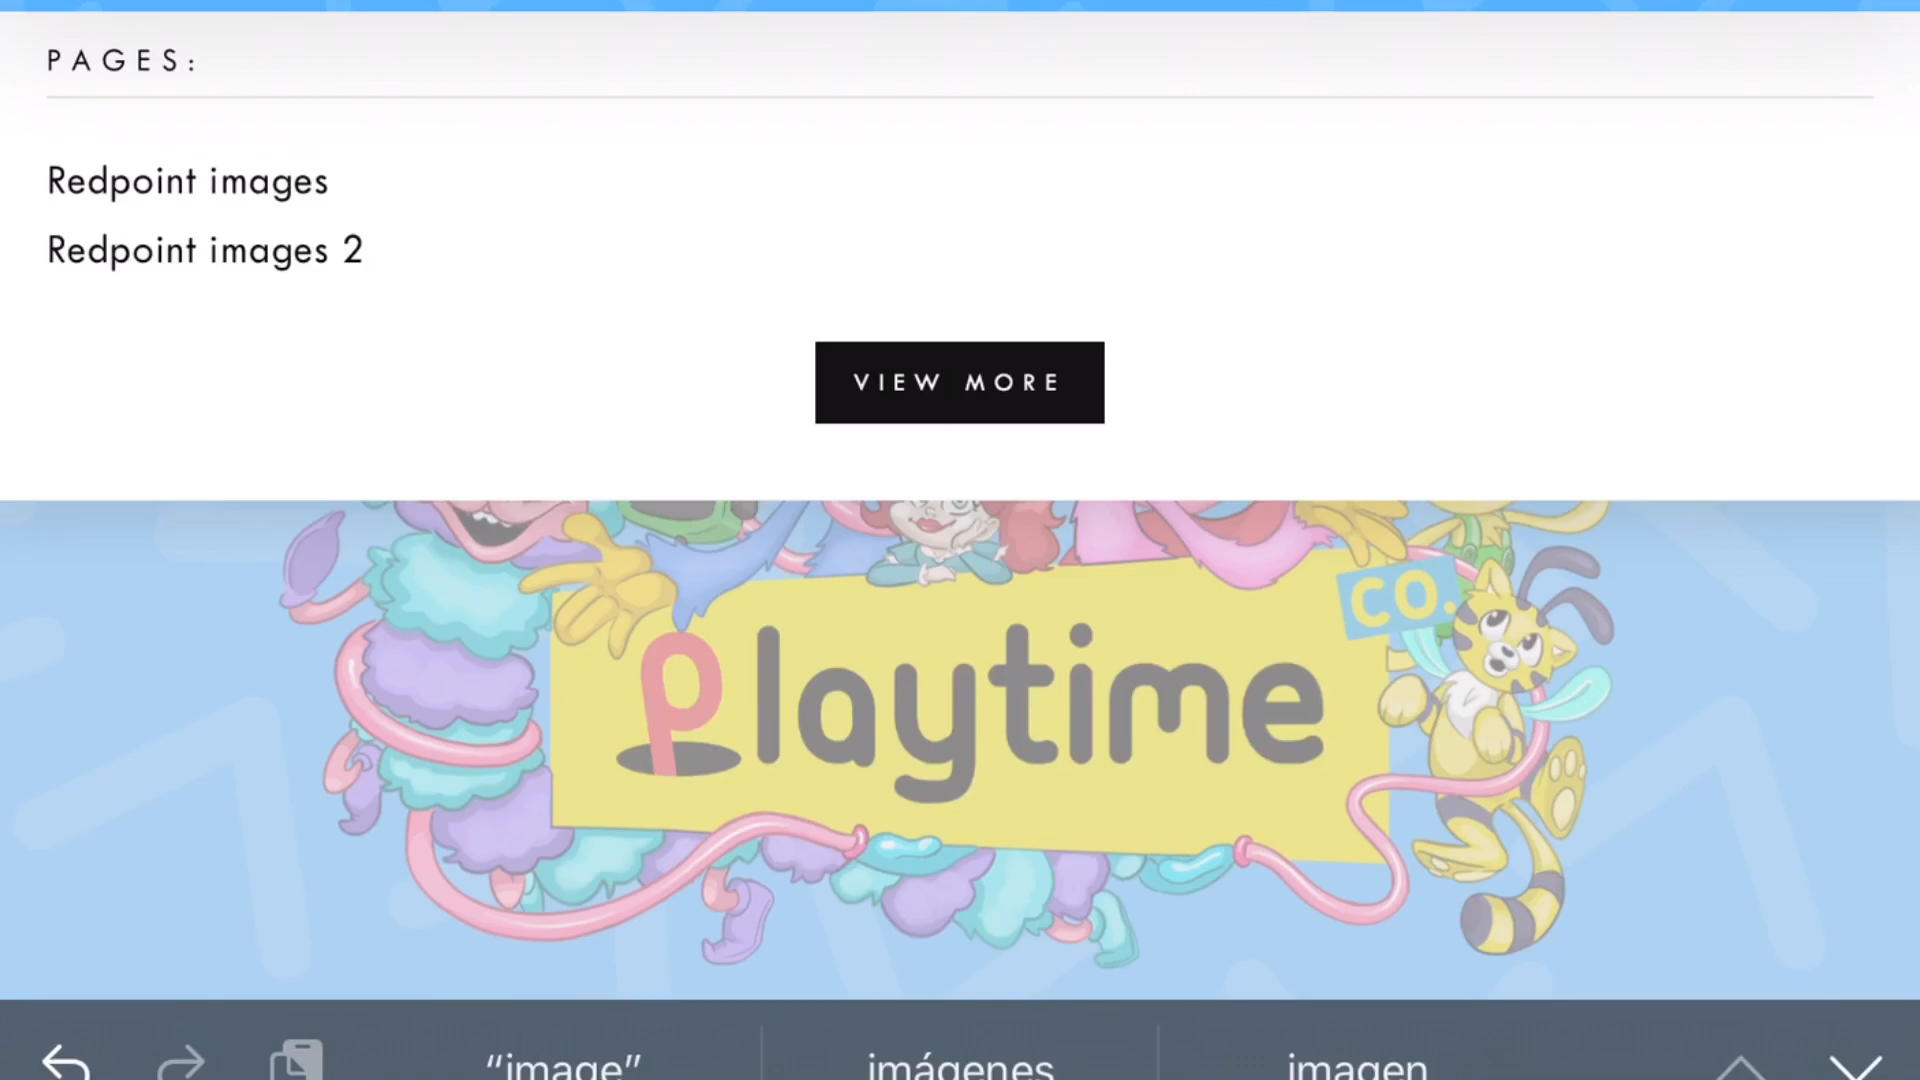 PAGES:
Redpoint images
Redpoint images 2
VIEW MORE
CO.
Playtime
“image” imágenes imagen